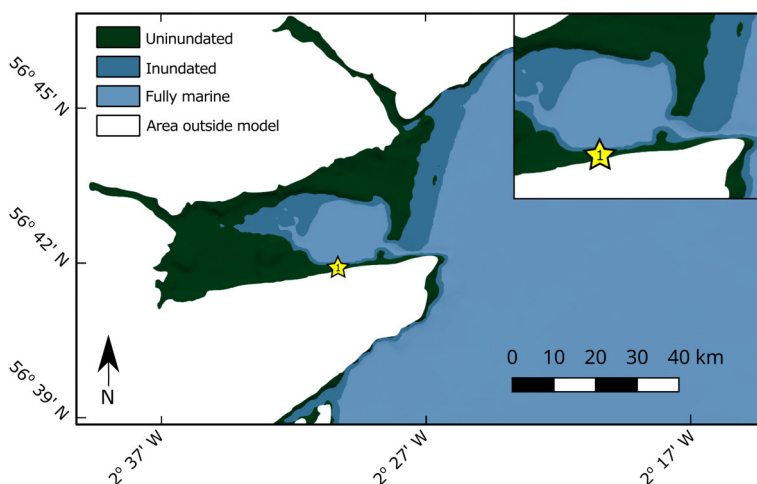 Uninundated
Inundated
Fully marine
Area outside model
56° 45' N
56° 42' N
56° 39' N
1
1
N
0 10 20 30 40 km
2° 37' W
2° 27' W
2° 17' W